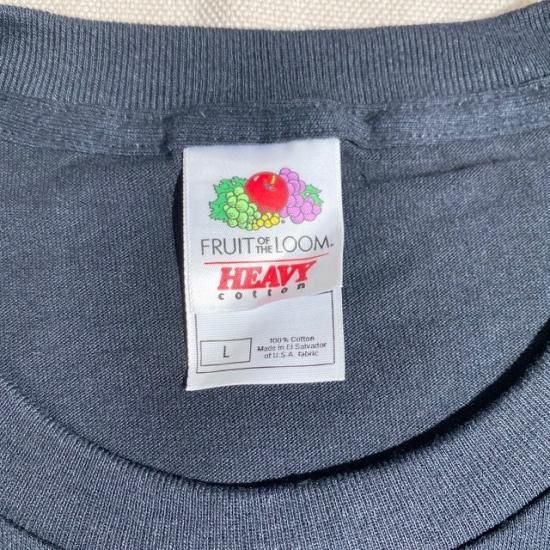 FRUIT OF THE LOOM®
HEAVY
cotton
L
100% Cotton
Made in El Salvador
of U.S.A. fabric